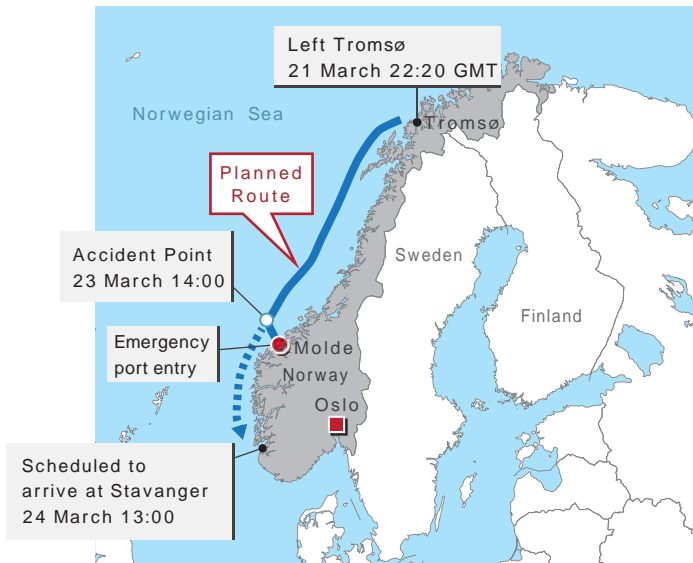 Left Tromsø
21 March 22:20 GMT
Norwegian Sea
Tromsø
Planned
Route
Accident Point
23 March 14:00
Sweden
Finland
Emergency
port entry
Molde
Norway
Oslo
Scheduled to
arrive at Stavanger
24 March 13:00